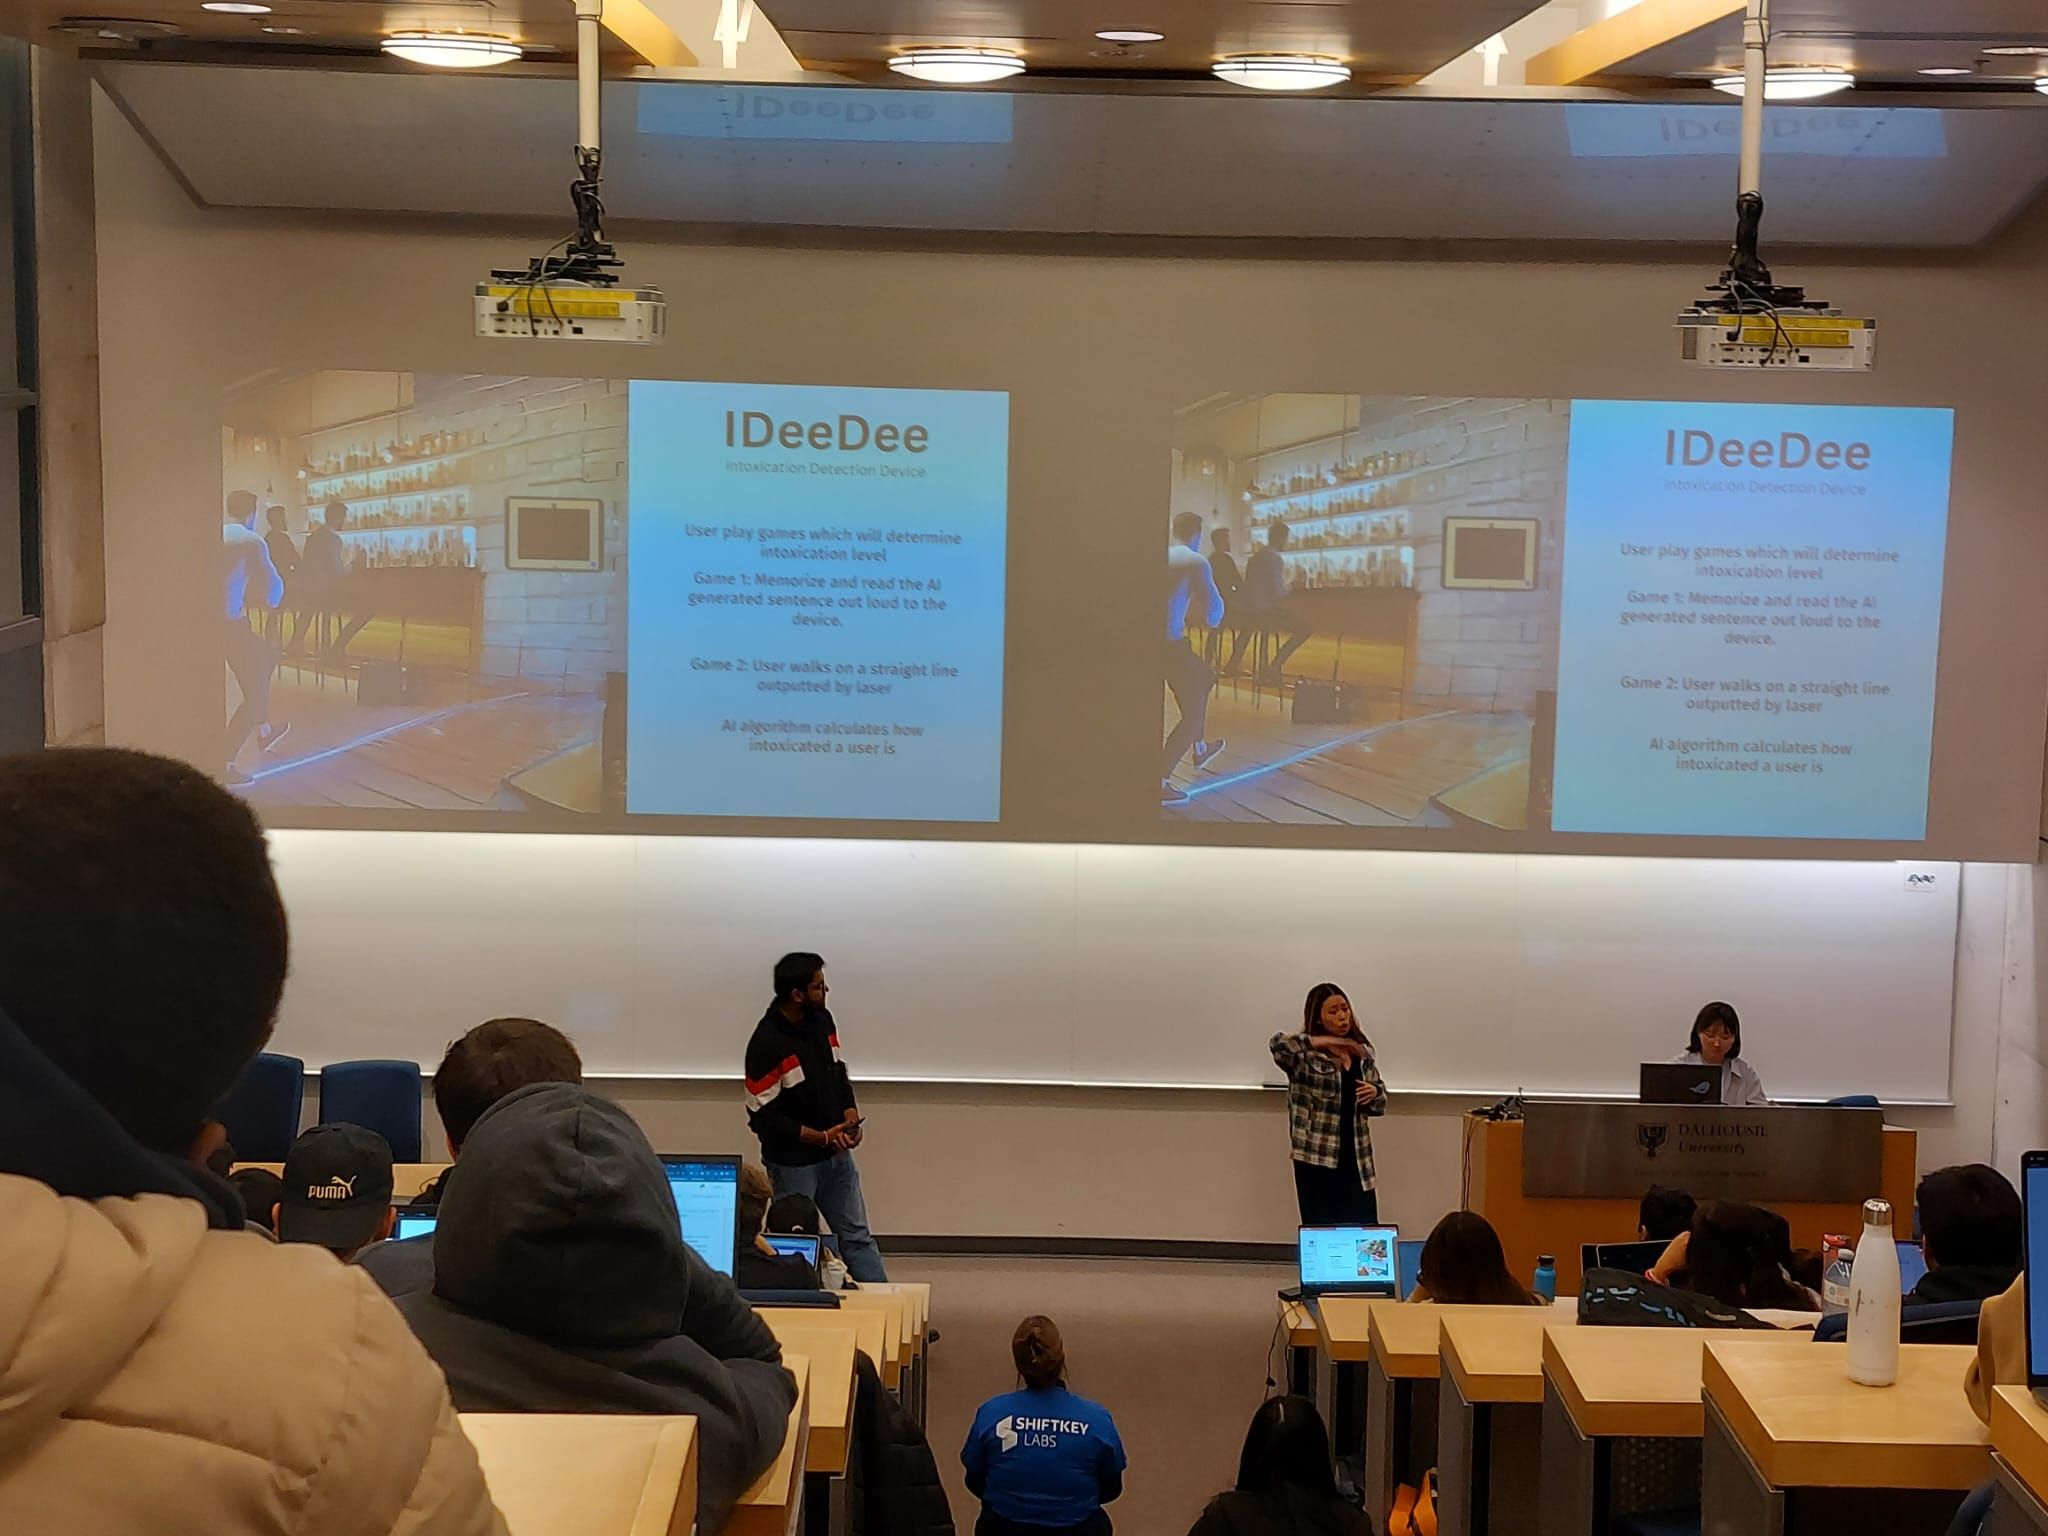 IDeeDee
IDeeDee
IDeeDee
Intoxication Detection Device
User play games which will determine
intoxication level
Game 1: Memorize and read the AI
generated sentence out loud to the
device.
Game 2: User walks on a straight line
outputted by laser
AI algorithm calculates how
intoxicated a user is
IDeeDee
Intoxication Detection Device
User play games which will determine
intoxication level
Game 1: Memorize and read the AI
generated sentence out loud to the
device.
Game 2: User walks on a straight line
outputted by laser
AI algorithm calculates how
intoxicated a user is
EXPO
DALHOUSIE
University
PUMA
SHIFTKEY
LABS